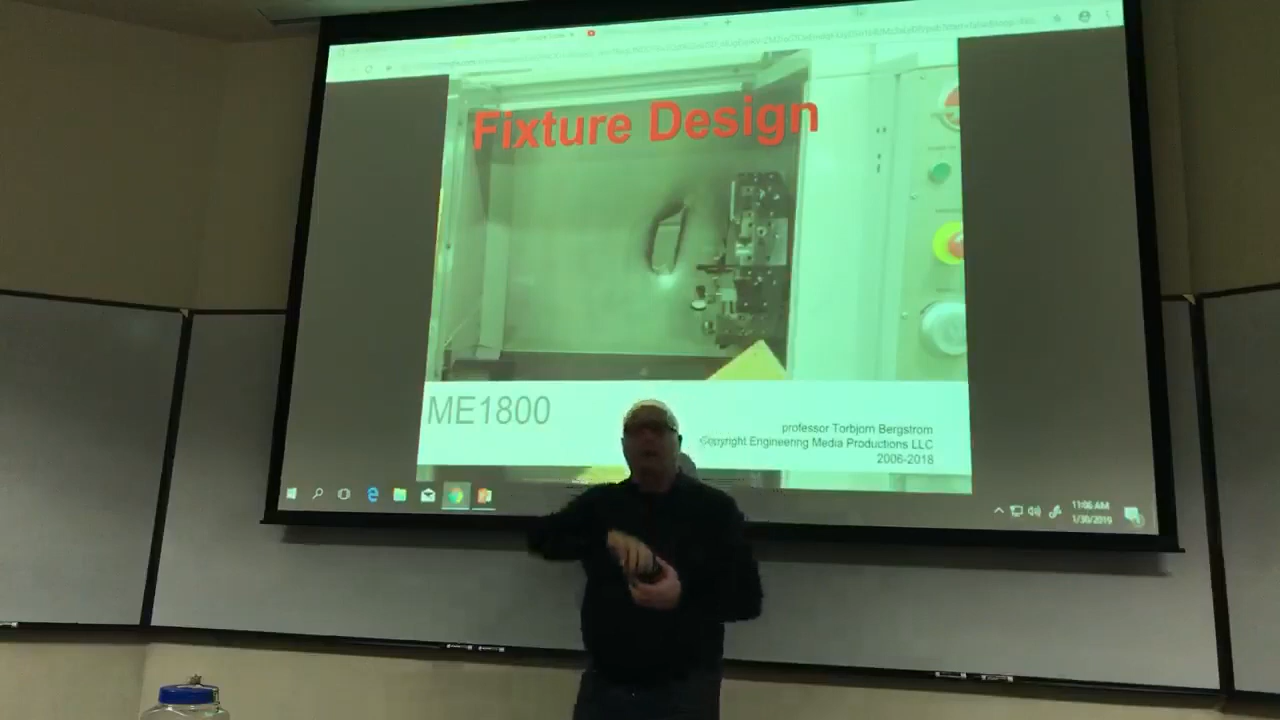 Fixture Design
ME1800
professor Torbjorn Bergstrom
Copyright Engineering Media Productions LLC
2006-2018
11:06 AM
1/30/2019